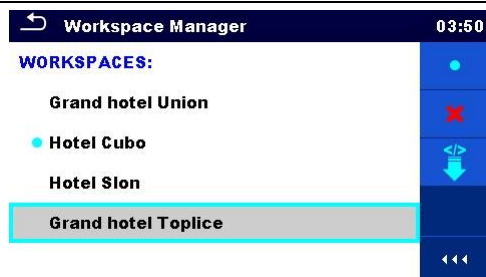 Workspace Manager 03:50
WORKSPACES:
Grand hotel Union
Hotel Cubo
Hotel Slon
Grand hotel Toplice